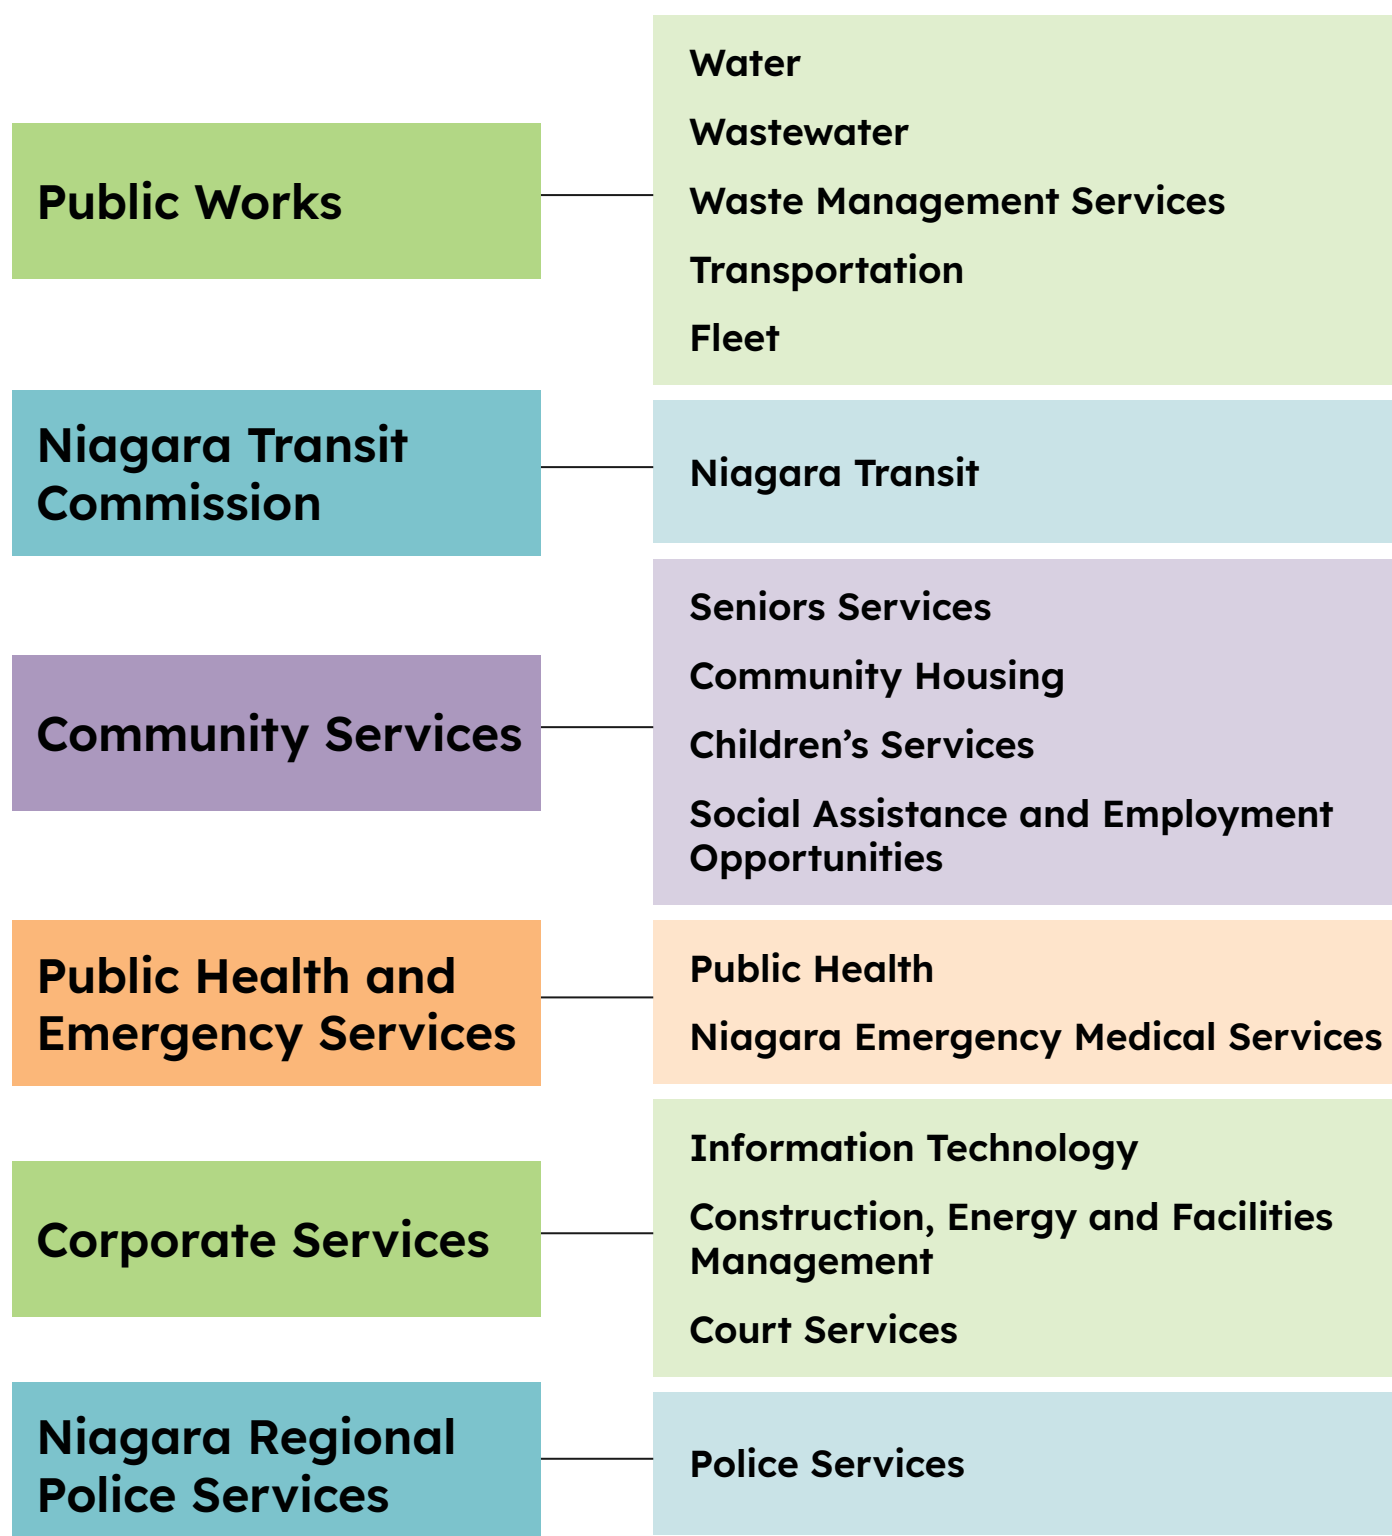 Public Works
Water
Wastewater
Waste Management Services
Transportation
Fleet
Niagara Transit
Commission
Niagara Transit
Community Services
Seniors Services
Community Housing
Children’s Services
Social Assistance and Employment
Opportunities
Public Health and
Emergency Services
Public Health
Niagara Emergency Medical Services
Corporate Services
Information Technology
Construction, Energy and Facilities
Management
Court Services
Niagara Regional
Police Services
Police Services